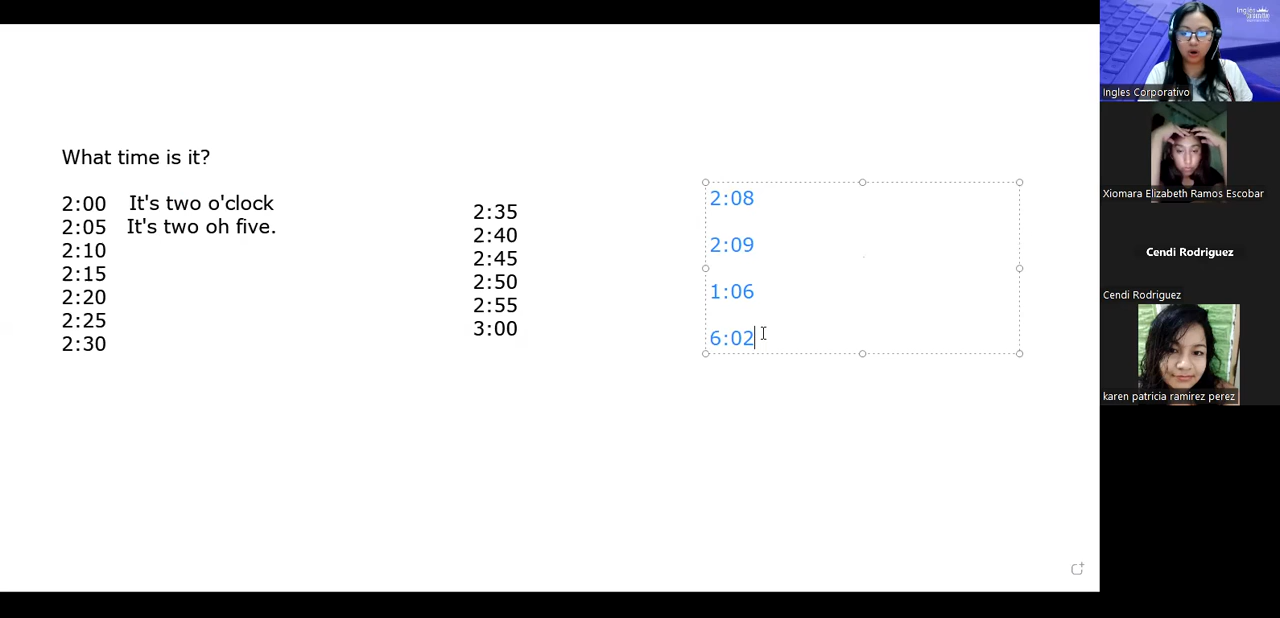 What time is it?
2:00 It's two o'clock
2:05 It's two oh five.
2:10
2:15
2:20
2:25
2:30
2:35
2:40
2:45
2:50
2:55
3:00
2:08
2:09
1:06
6:02
Ingles Corporativo
Xiomara Elizabeth Ramos Escobar
Cendi Rodriguez
Cendi Rodriguez
karen patricia ramirez perez